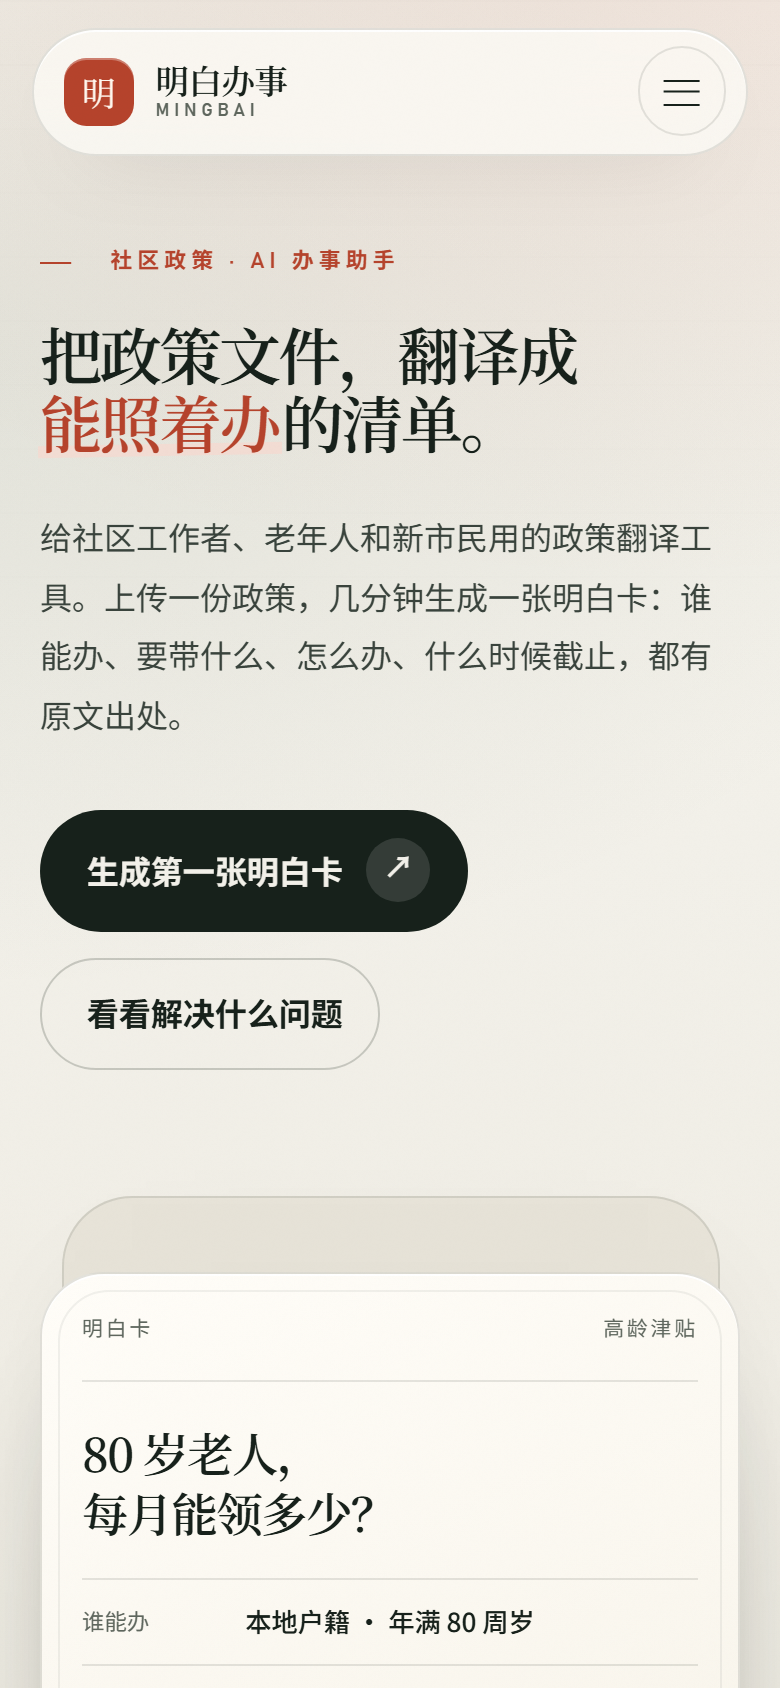 明
明白办事
MINGBAI
社区政策 · AI 办事助手
把政策文件，翻译成
能照着办的清单。
给社区工作者、老年人和新市民用的政策翻译工
具。上传一份政策，几分钟生成一张明白卡：谁
能办、要带什么、怎么办、什么时候截止，都有
原文出处。
生成第一张明白卡 ↗
看看解决什么问题
明白卡 高龄津贴
80 岁老人，
每月能领多少？
谁能办 本地户籍 · 年满 80 周岁